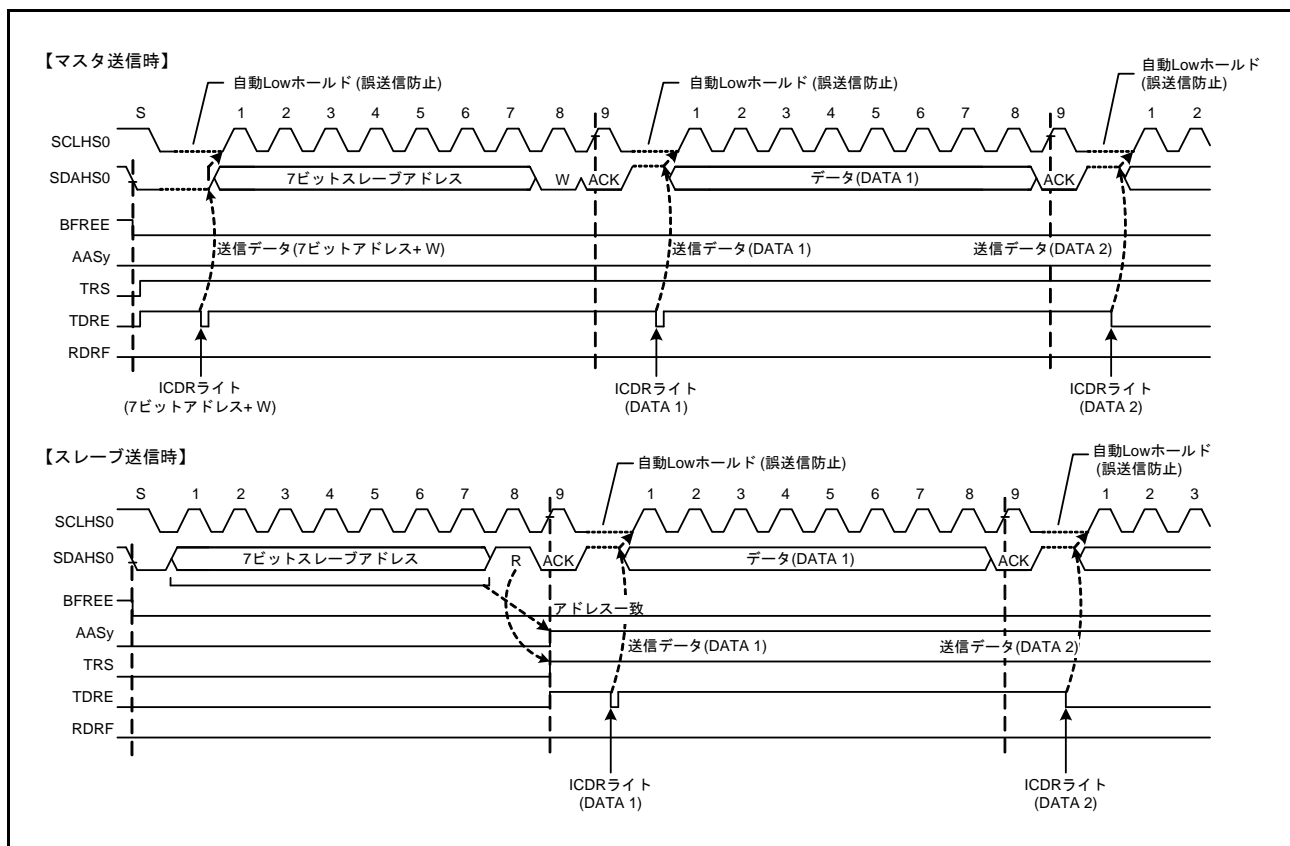 【マスタ送信時】
自動Lowホールド (誤送信防止)
自動Lowホールド (誤送信防止)
自動Lowホールド
(誤送信防止)
S 1 2 3 4 5 6 7 8 9 1 2 3 4 5 6 7 8 9 1 2
SCLHS0
SDAHS0
7ビットスレーブアドレス
W
ACK
データ(DATA 1)
ACK
BFREE
送信データ(7ビットアドレス+ W)
送信データ(DATA 1)
送信データ(DATA 2)
AASy
TRS
TDRE
RDRF
ICDRライト
(7ビットアドレス+ W)
ICDRライト
(DATA 1)
ICDRライト
(DATA 2)
【スレーブ送信時】
自動Lowホールド (誤送信防止)
自動Lowホールド
(誤送信防止)
S 1 2 3 4 5 6 7 8 9 1 2 3 4 5 6 7 8 9 1 2 3
SCLHS0
SDAHS0
7ビットスレーブアドレス
R
ACK
データ(DATA 1)
ACK
BFREE
アドレス一致
AASy
送信データ(DATA 1)
送信データ(DATA 2)
TRS
TDRE
RDRF
ICDRライト
(DATA 1)
ICDRライト
(DATA 2)